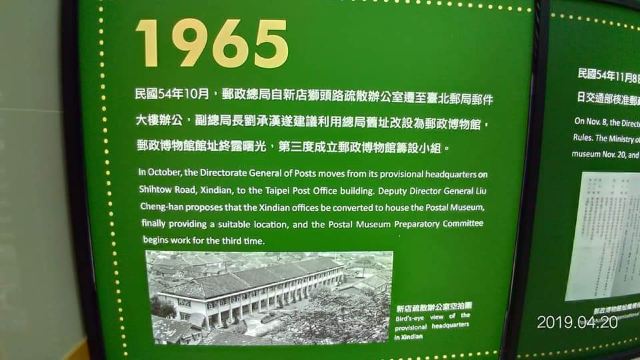 1965
民國54年10月，郵政總局自新店獅頭路疏散辦公室遷至臺北郵局郵件
大樓辦公，副總局長劉承漢遂建議利用總局舊址改設為郵政博物館，
郵政博物館館址終露曙光，第三度成立郵政博物館籌設小組。
In October, the Directorate General of Posts moves from its provisional headquarters on
Shihtow Road, Xindian, to the Taipei Post Office building. Deputy Director General Liu
Cheng-han proposes that the Xindian offices be converted to house the Postal Museum,
finally providing a suitable location, and the Postal Museum Preparatory Committee
begins work for the third time.
新店疏散辦公室空拍圖
Bird's-eye view of the
provisional headquarters
in Xindian
民國54年11月8日
日交通部核准郵
On Nov. 8, the Direct
Rules. The Ministry of
museum Nov. 20, and
2019.04.20